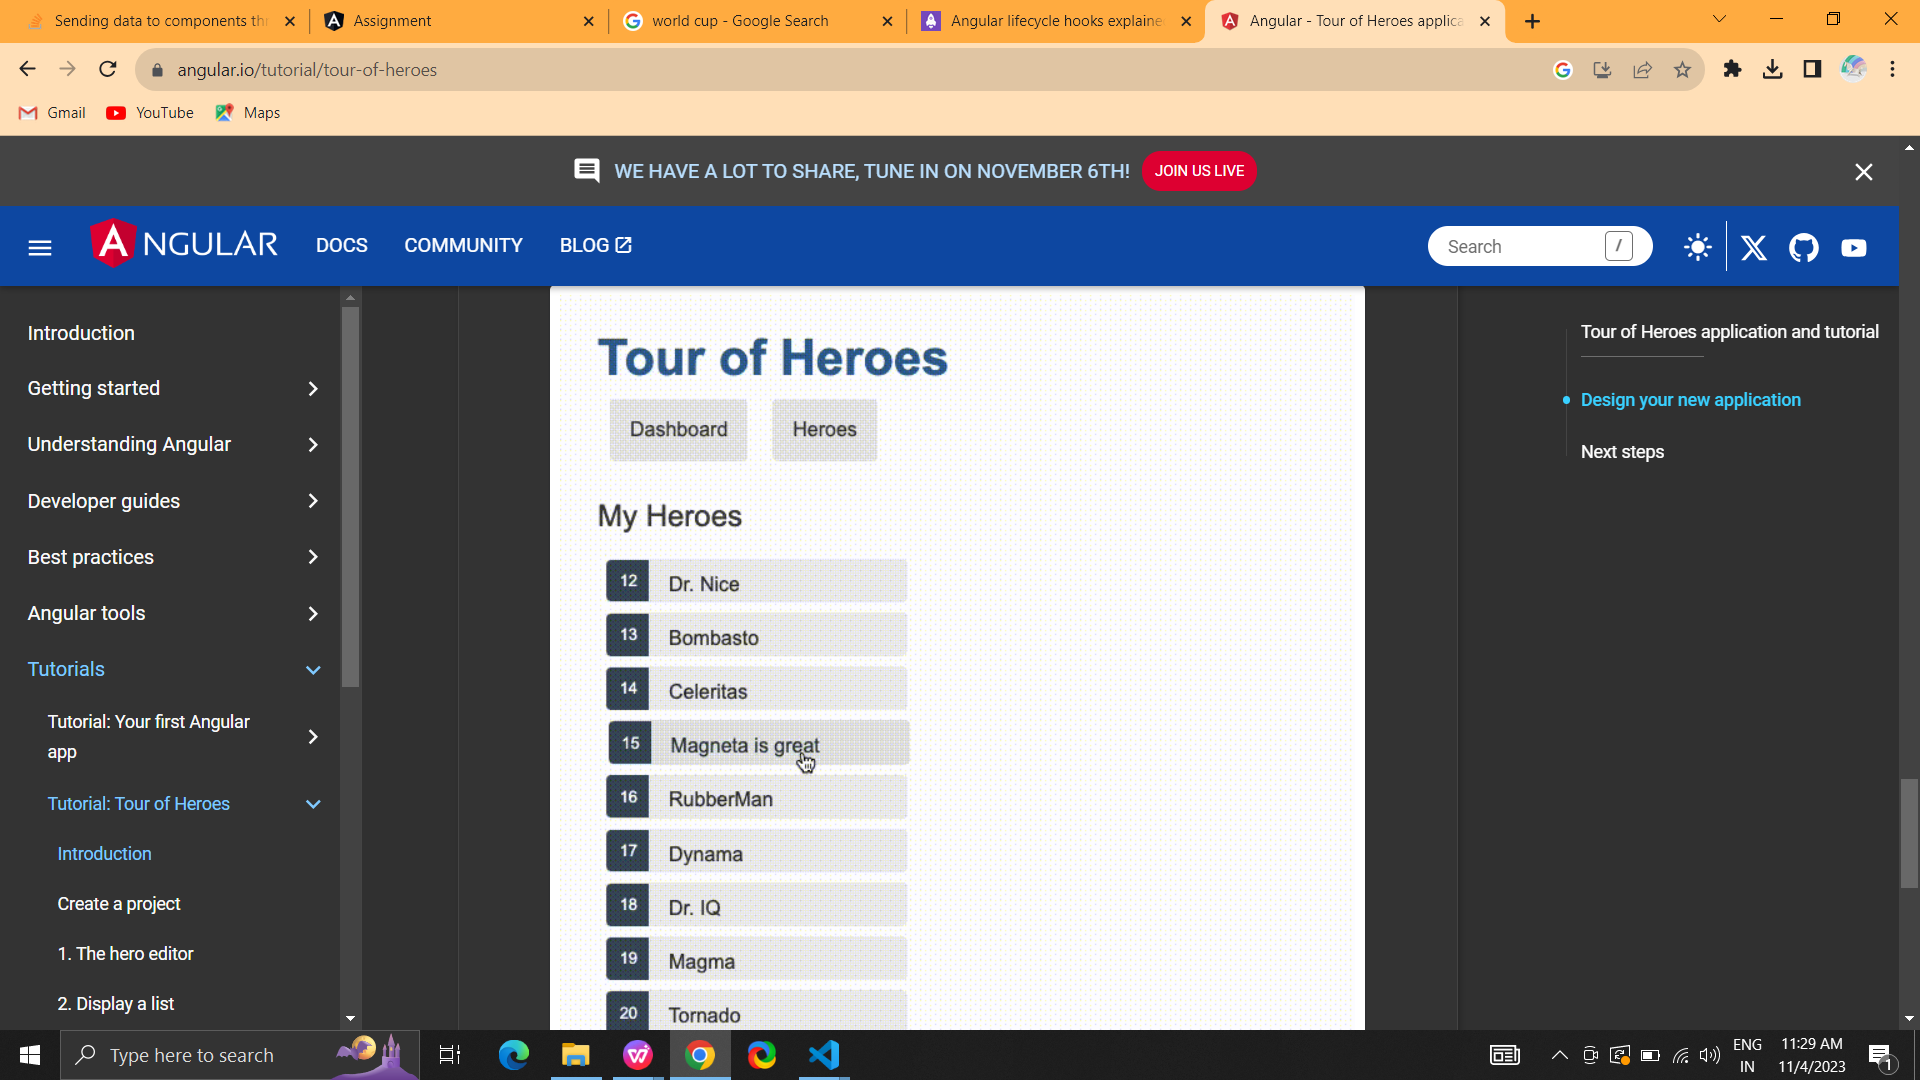 Sending data to components thr
Assignment
world cup - Google Search
Angular lifecycle hooks explaine
Angular - Tour of Heroes applica
angular.io/tutorial/tour-of-heroes
Gmail
YouTube
Maps
WE HAVE A LOT TO SHARE, TUNE IN ON NOVEMBER 6TH!
JOIN US LIVE
ANGULAR
DOCS
COMMUNITY
BLOG
Search
/
Introduction
Getting started
Understanding Angular
Developer guides
Best practices
Angular tools
Tutorials
Tutorial: Your first Angular
app
Tutorial: Tour of Heroes
Introduction
Create a project
1. The hero editor
2. Display a list
Tour of Heroes
Dashboard
Heroes
My Heroes
12 Dr. Nice
13 Bombasto
14 Celeritas
15 Magneta is great
16 RubberMan
17 Dynama
18 Dr. IQ
19 Magma
20 Tornado
Tour of Heroes application and tutorial
Design your new application
Next steps
Type here to search
ENG
IN
11:29 AM
11/4/2023
1